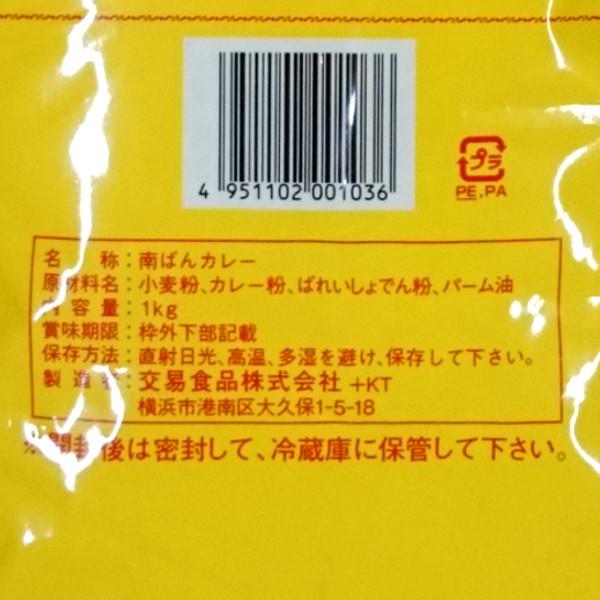 4 951102 001036
プラ
PE,PA
名称:南ばんカレー
原材料名:小麦粉、カレー粉、ばれいしょでん粉、パーム油
内容量:1kg
賞味期限:枠外下部記載
保存方法:直射日光、高温、多湿を避け、保存して下さい。
製造者:交易食品株式会社 +KT
横浜市港南区大久保1-5-18
※開封後は密封して、冷蔵庫に保管して下さい。